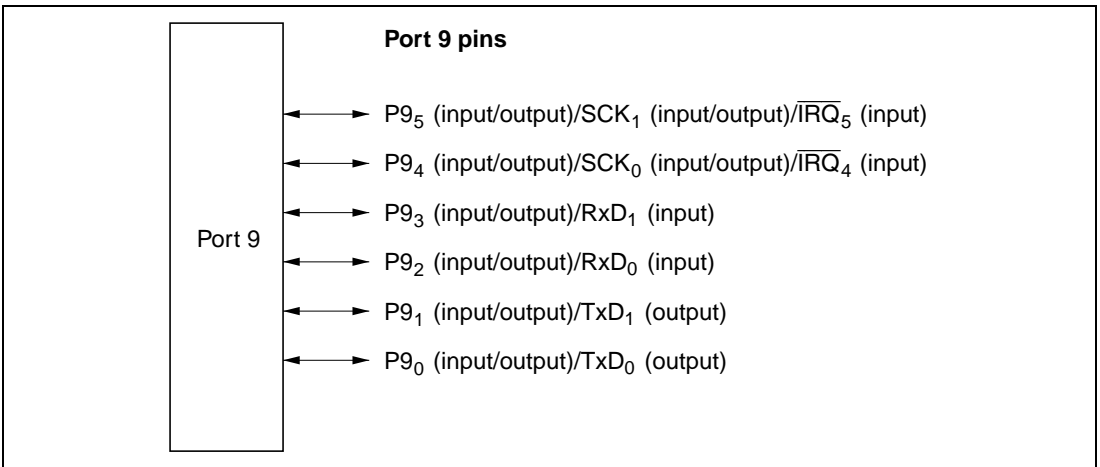 Port 9 pins
P9₅ (input/output)/SCK₁ (input/output)/I̅R̅Q̅₅ (input)
P9₄ (input/output)/SCK₀ (input/output)/I̅R̅Q̅₄ (input)
P9₃ (input/output)/RxD₁ (input)
Port 9
P9₂ (input/output)/RxD₀ (input)
P9₁ (input/output)/TxD₁ (output)
P9₀ (input/output)/TxD₀ (output)